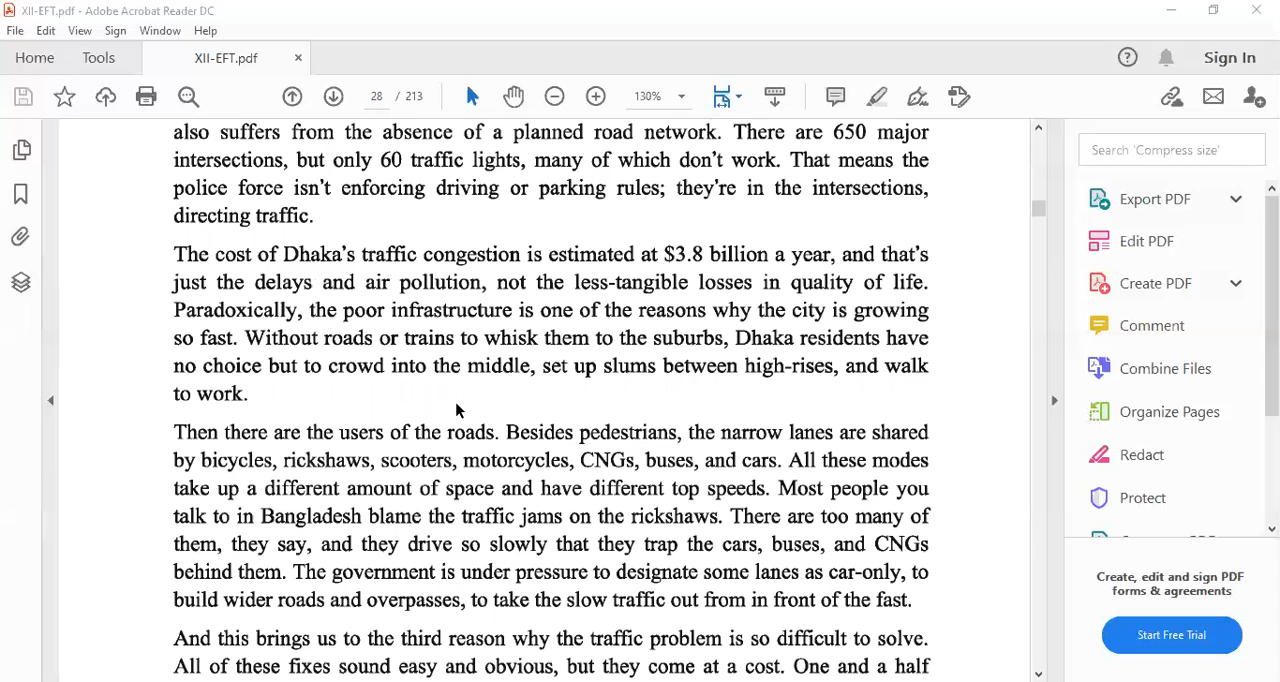 XII-EFT.pdf - Adobe Acrobat Reader DC
File Edit View Sign Window Help
Home Tools XII-EFT.pdf × Sign In
28 / 213 130%
also suffers from the absence of a planned road network. There are 650 major
intersections, but only 60 traffic lights, many of which don't work. That means the
police force isn't enforcing driving or parking rules; they're in the intersections,
directing traffic.
The cost of Dhaka's traffic congestion is estimated at $3.8 billion a year, and that's
just the delays and air pollution, not the less-tangible losses in quality of life.
Paradoxically, the poor infrastructure is one of the reasons why the city is growing
so fast. Without roads or trains to whisk them to the suburbs, Dhaka residents have
no choice but to crowd into the middle, set up slums between high-rises, and walk
to work.
Then there are the users of the roads. Besides pedestrians, the narrow lanes are shared
by bicycles, rickshaws, scooters, motorcycles, CNGs, buses, and cars. All these modes
take up a different amount of space and have different top speeds. Most people you
talk to in Bangladesh blame the traffic jams on the rickshaws. There are too many of
them, they say, and they drive so slowly that they trap the cars, buses, and CNGs
behind them. The government is under pressure to designate some lanes as car-only, to
build wider roads and overpasses, to take the slow traffic out from in front of the fast.
And this brings us to the third reason why the traffic problem is so difficult to solve.
All of these fixes sound easy and obvious, but they come at a cost. One and a half
Search 'Compress size'
Export PDF
Edit PDF
Create PDF
Comment
Combine Files
Organize Pages
Redact
Protect
Create, edit and sign PDF
forms & agreements
Start Free Trial